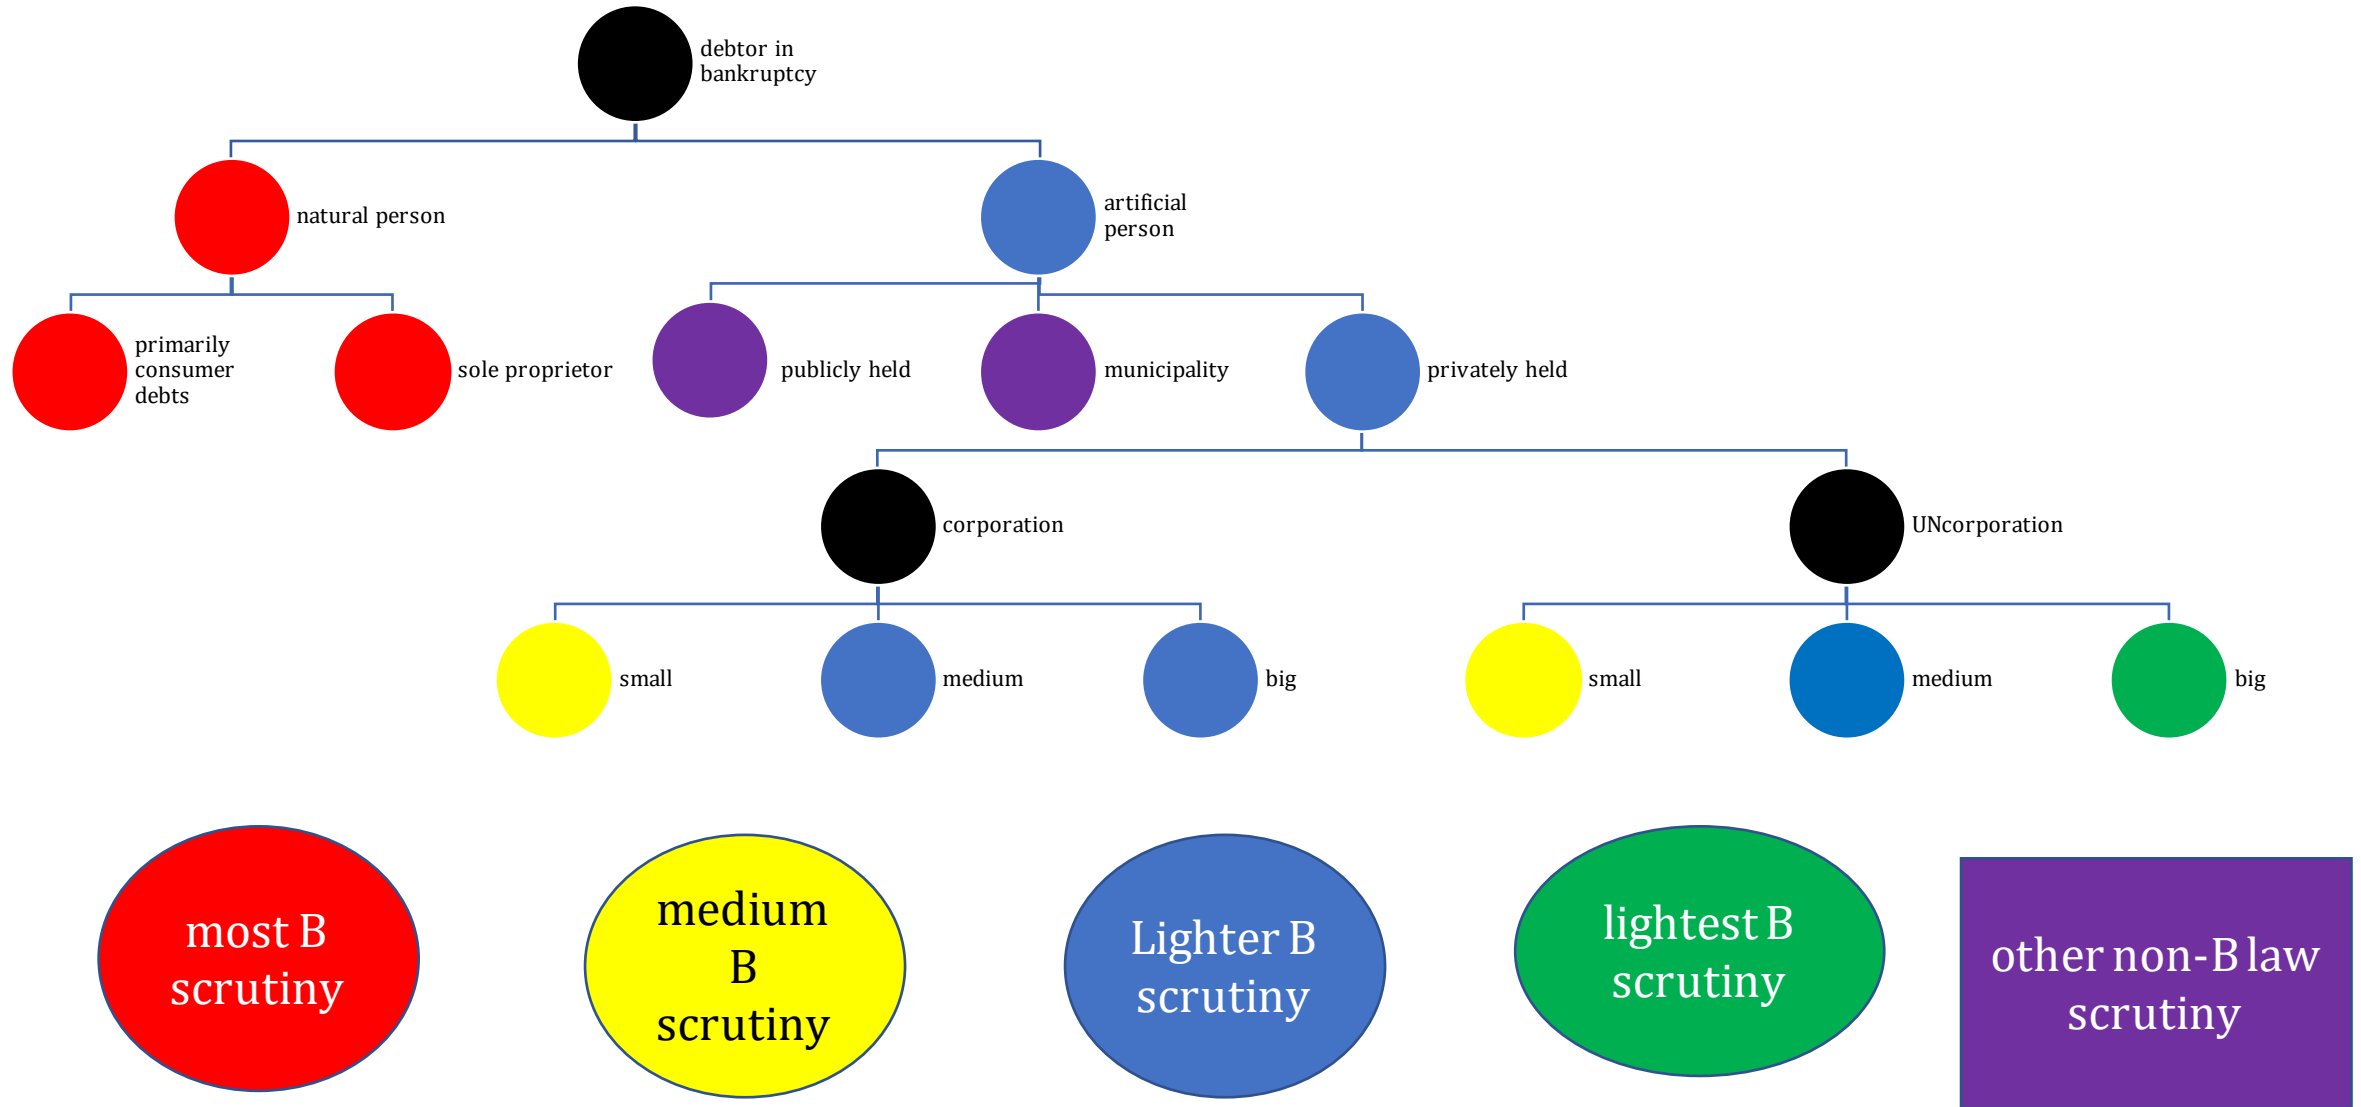 debtor in
bankruptcy
natural person
artificial
person
primarily
consumer
debts
sole proprietor
publicly held
municipality
privately held
corporation
UNcorporation
small
medium
big
small
medium
big
most B
scrutiny
medium
B
scrutiny
Lighter B
scrutiny
lightest B
scrutiny
other non-B law
scrutiny